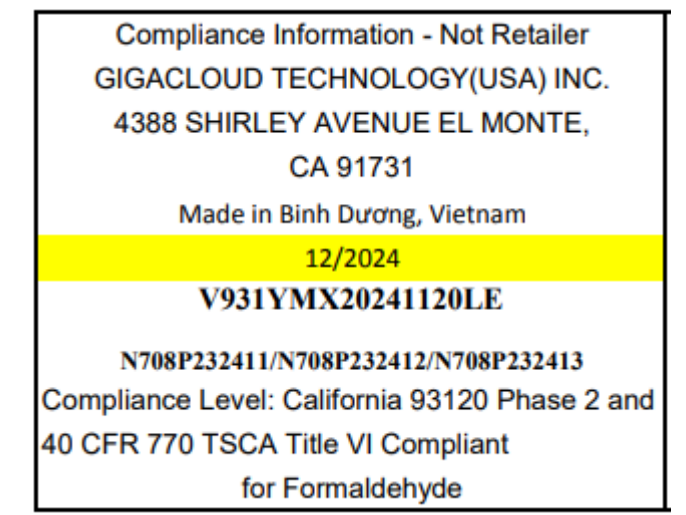 Compliance Information - Not Retailer
GIGACLOUD TECHNOLOGY(USA) INC.
4388 SHIRLEY AVENUE EL MONTE,
CA 91731
Made in Binh Dương, Vietnam
12/2024
V931YMX20241120LE
N708P232411/N708P232412/N708P232413
Compliance Level: California 93120 Phase 2 and
40 CFR 770 TSCA Title VI Compliant
for Formaldehyde